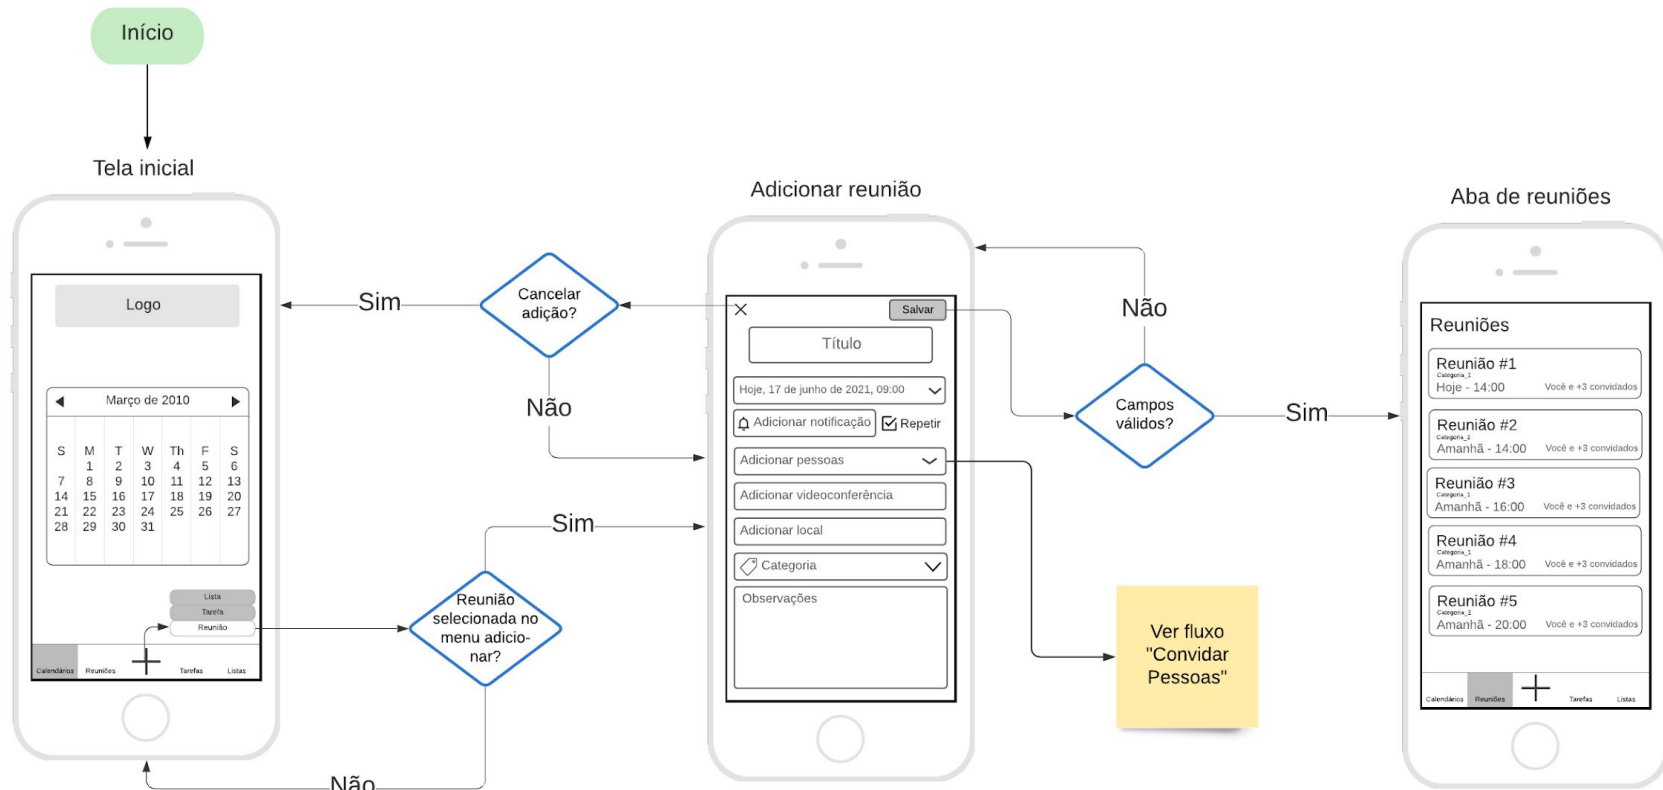 Início
Tela inicial
Logo
Março de 2010
S M T W Th F S
1 2 3 4 5 6
7 8 9 10 11 12 13
14 15 16 17 18 19 20
21 22 23 24 25 26 27
28 29 30 31
Lista
Tarefa
Reunião
Calendários Reuniões Tarefas Listas
Sim
Cancelar
adição?
Não
Sim
Reunião
selecionada no
menu adicio-
nar?
Não
Adicionar reunião
Salvar
Título
Hoje, 17 de junho de 2021, 09:00
Adicionar notificação Repetir
Adicionar pessoas
Adicionar videoconferência
Adicionar local
Categoria
Observações
Não
Campos
válidos?
Sim
Ver fluxo
"Convidar
Pessoas"
Aba de reuniões
Reuniões
Reunião #1
Categoria_1
Hoje - 14:00 Você e +3 convidados
Reunião #2
Categoria_2
Amanhã - 14:00 Você e +3 convidados
Reunião #3
Categoria_1
Amanhã - 16:00 Você e +3 convidados
Reunião #4
Categoria_1
Amanhã - 18:00 Você e +3 convidados
Reunião #5
Categoria_2
Amanhã - 20:00 Você e +3 convidados
Calendários Reuniões Tarefas Listas